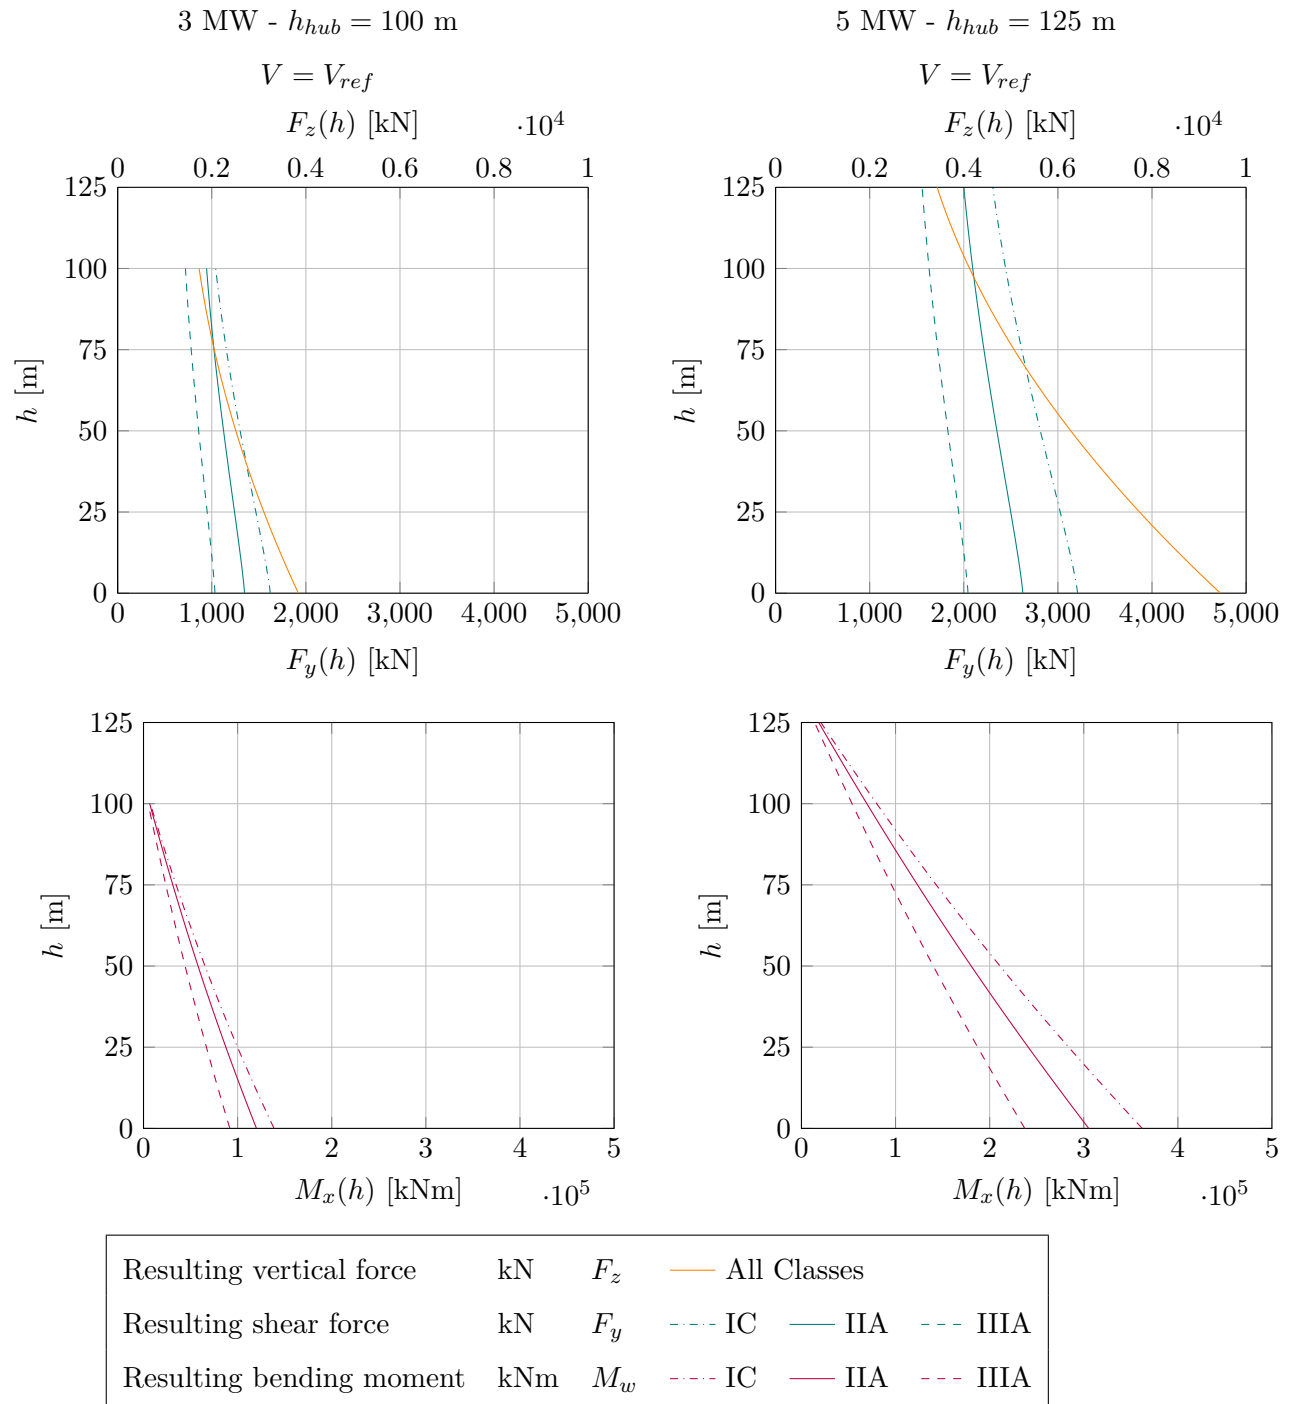 3 MW - h_hub = 100 m
V = V_ref
F_z(h) [kN] ·10^4
0 0.2 0.4 0.6 0.8 1
125
100
75
50
25
0
h [m]
0 1,000 2,000 3,000 4,000 5,000
F_y(h) [kN]
5 MW - h_hub = 125 m
V = V_ref
F_z(h) [kN] ·10^4
0 0.2 0.4 0.6 0.8 1
125
100
75
50
25
0
h [m]
0 1,000 2,000 3,000 4,000 5,000
F_y(h) [kN]
125
100
75
50
25
0
h [m]
0 1 2 3 4 5
M_x(h) [kNm] ·10^5
125
100
75
50
25
0
h [m]
0 1 2 3 4 5
M_x(h) [kNm] ·10^5
Resulting vertical force kN F_z All Classes
Resulting shear force kN F_y IC IIA IIIA
Resulting bending moment kNm M_w IC IIA IIIA